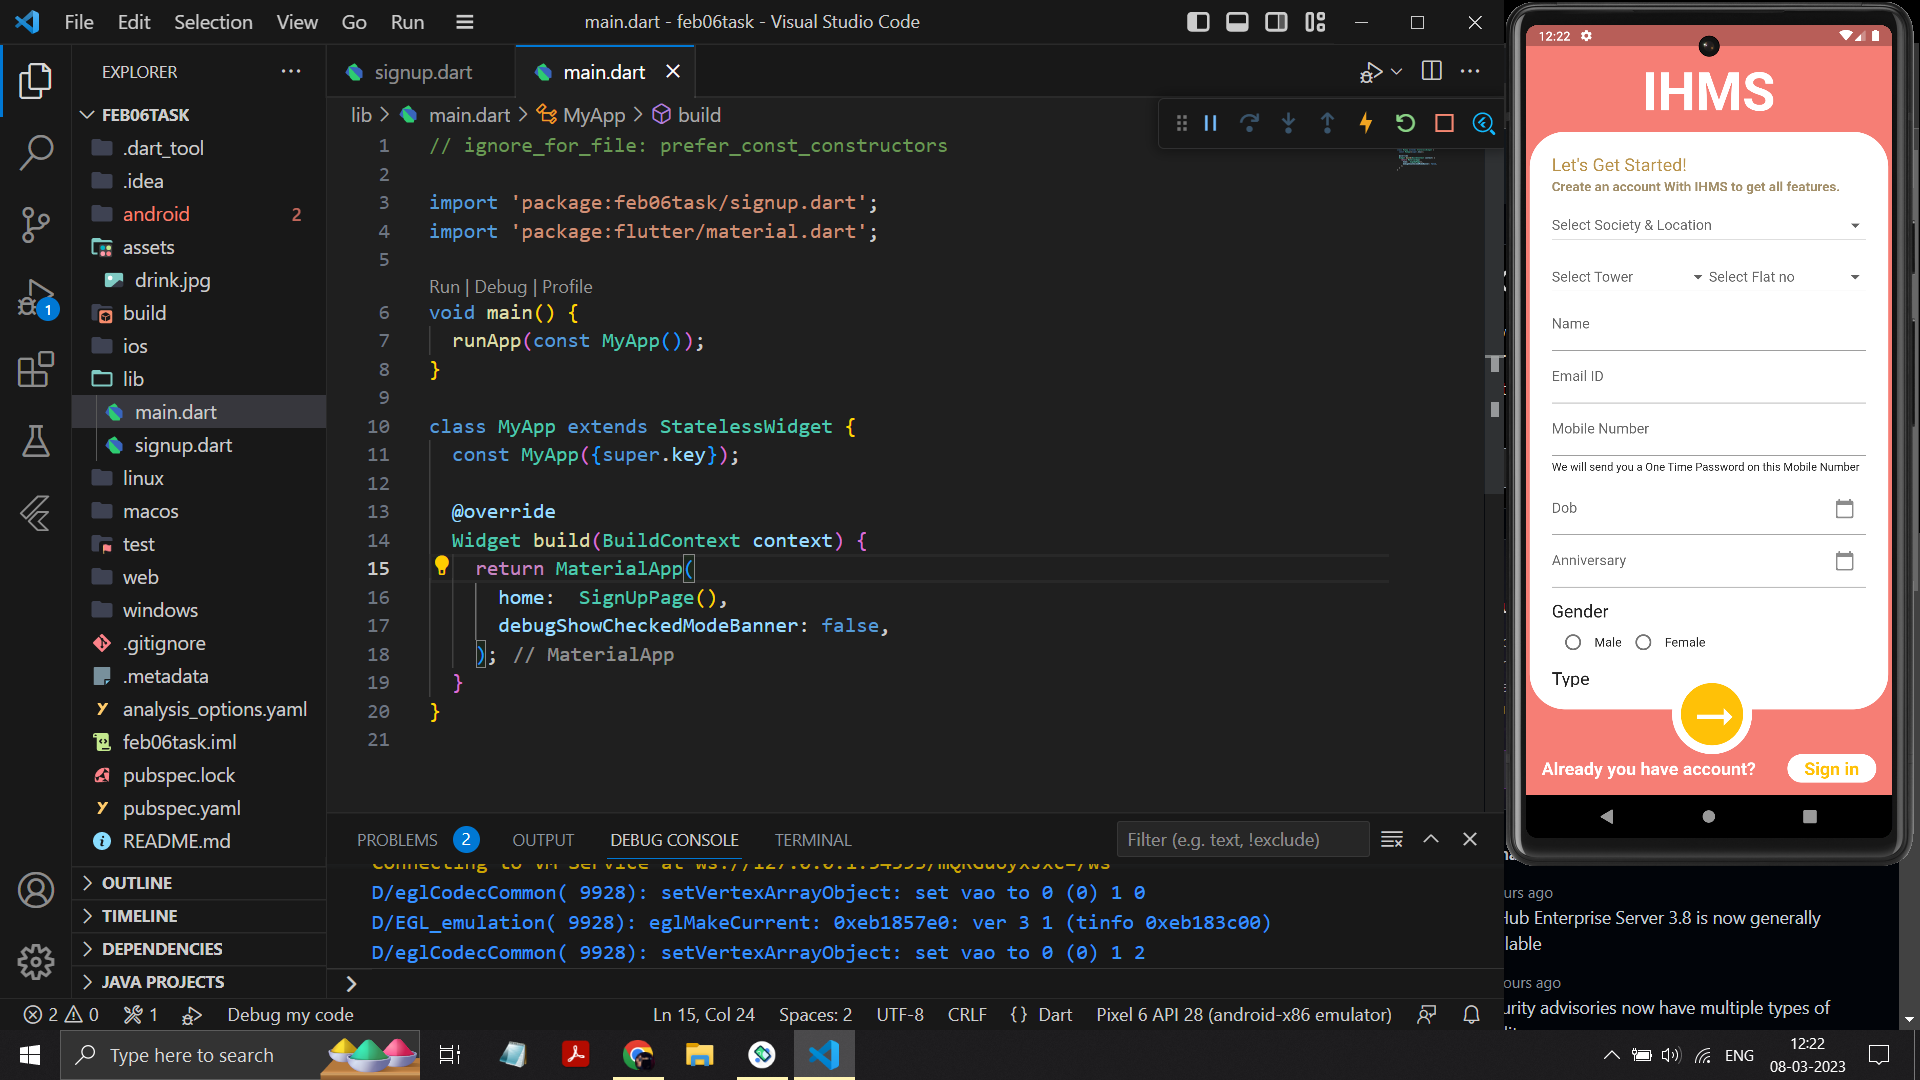 File Edit Selection View Go Run
main.dart - feb06task - Visual Studio Code
EXPLORER
FEB06TASK
.dart_tool
.idea
android 2
assets
drink.jpg
build
ios
lib
main.dart
signup.dart
linux
macos
test
web
windows
.gitignore
.metadata
analysis_options.yaml
feb06task.iml
pubspec.lock
pubspec.yaml
README.md
OUTLINE
TIMELINE
DEPENDENCIES
JAVA PROJECTS
1
signup.dart
main.dart
lib > main.dart > MyApp > build
1 // ignore_for_file: prefer_const_constructors
2
3 import 'package:feb06task/signup.dart';
4 import 'package:flutter/material.dart';
5
Run | Debug | Profile
6 void main() {
7 runApp(const MyApp());
8 }
9
10 class MyApp extends StatelessWidget {
11 const MyApp({super.key});
12
13 @override
14 Widget build(BuildContext context) {
15 return MaterialApp(
16 home:  SignUpPage(),
17 debugShowCheckedModeBanner: false,
18 ); // MaterialApp
19 }
20 }
21
PROBLEMS 2 OUTPUT DEBUG CONSOLE TERMINAL
Filter (e.g. text, !exclude)
D/eglCodecCommon( 9928): setVertexArrayObject: set vao to 0 (0) 1 0
D/EGL_emulation( 9928): eglMakeCurrent: 0xeb1857e0: ver 3 1 (tinfo 0xeb183c00)
D/eglCodecCommon( 9928): setVertexArrayObject: set vao to 0 (0) 1 2
2 0 1 Debug my code
Ln 15, Col 24 Spaces: 2 UTF-8 CRLF {} Dart Pixel 6 API 28 (android-x86 emulator)
12:22
IHMS
Let's Get Started!
Create an account With IHMS to get all features.
Select Society & Location
Select Tower
Select Flat no
Name
Email ID
Mobile Number
We will send you a One Time Password on this Mobile Number
Dob
Anniversary
Gender
Male
Female
Type
Already you have account?
Sign in
urs ago
Hub Enterprise Server 3.8 is now generally
lable
ours ago
urity advisories now have multiple types of
Type here to search
ENG
12:22
08-03-2023